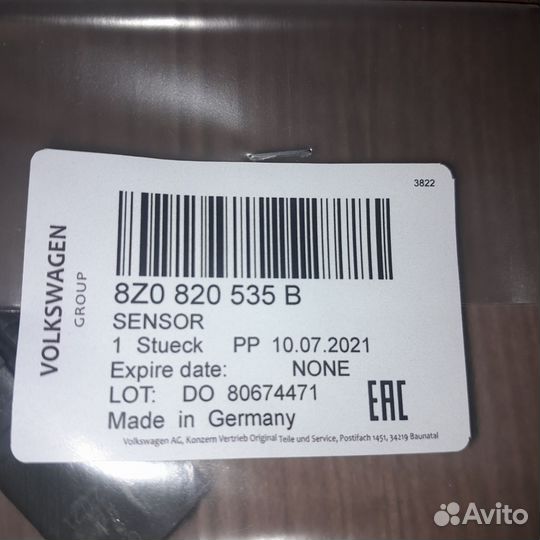 3822
VOLKSWAGEN
GROUP
8Z0 820 535 B
SENSOR
1 Stueck PP 10.07.2021
Expire date: NONE
LOT: DO 80674471
Made in Germany
EAC
Volkswagen AG, Konzern Vertrieb Original Teile und Service, Postifach 1451, 34219 Baunatal
Avito